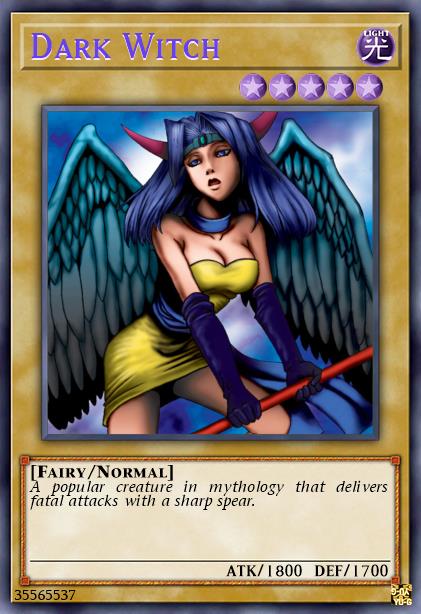 DARK WITCH
LIGHT
光
[FAIRY/NORMAL]
A popular creature in mythology that delivers
fatal attacks with a sharp spear.
ATK/1800 DEF/1700
35565537